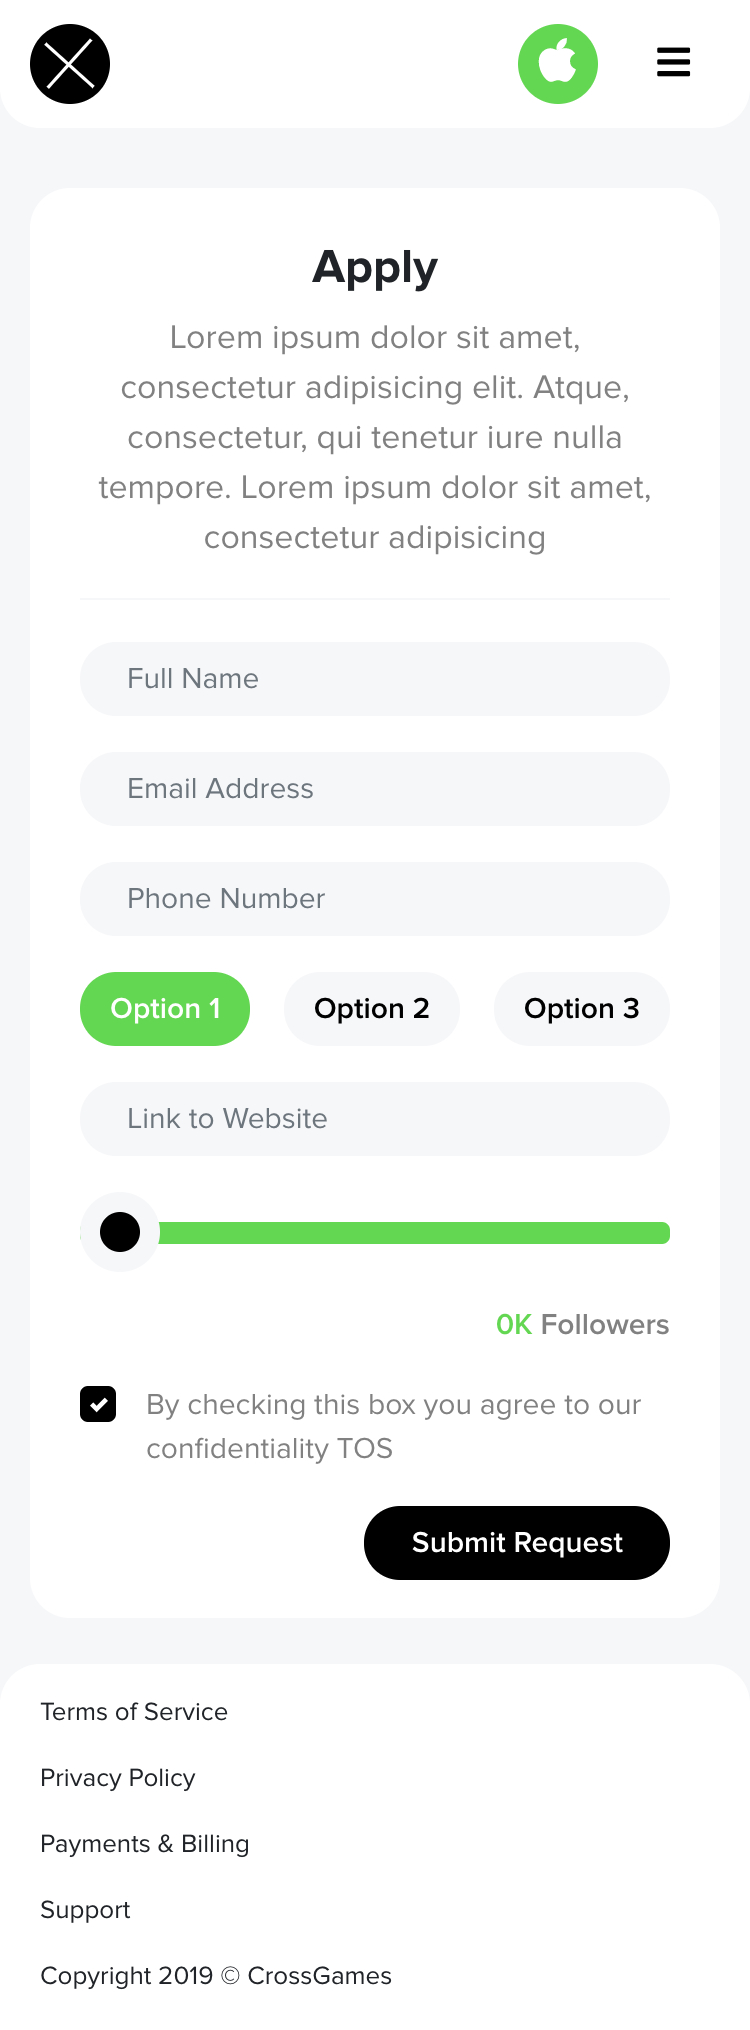 Apply
Lorem ipsum dolor sit amet,
consectetur adipisicing elit. Atque,
consectetur, qui tenetur iure nulla
tempore. Lorem ipsum dolor sit amet,
consectetur adipisicing
Full Name
Email Address
Phone Number
Option 1 Option 2 Option 3
Link to Website
0K Followers
By checking this box you agree to our
confidentiality TOS
Submit Request
Terms of Service
Privacy Policy
Payments & Billing
Support
Copyright 2019 © CrossGames